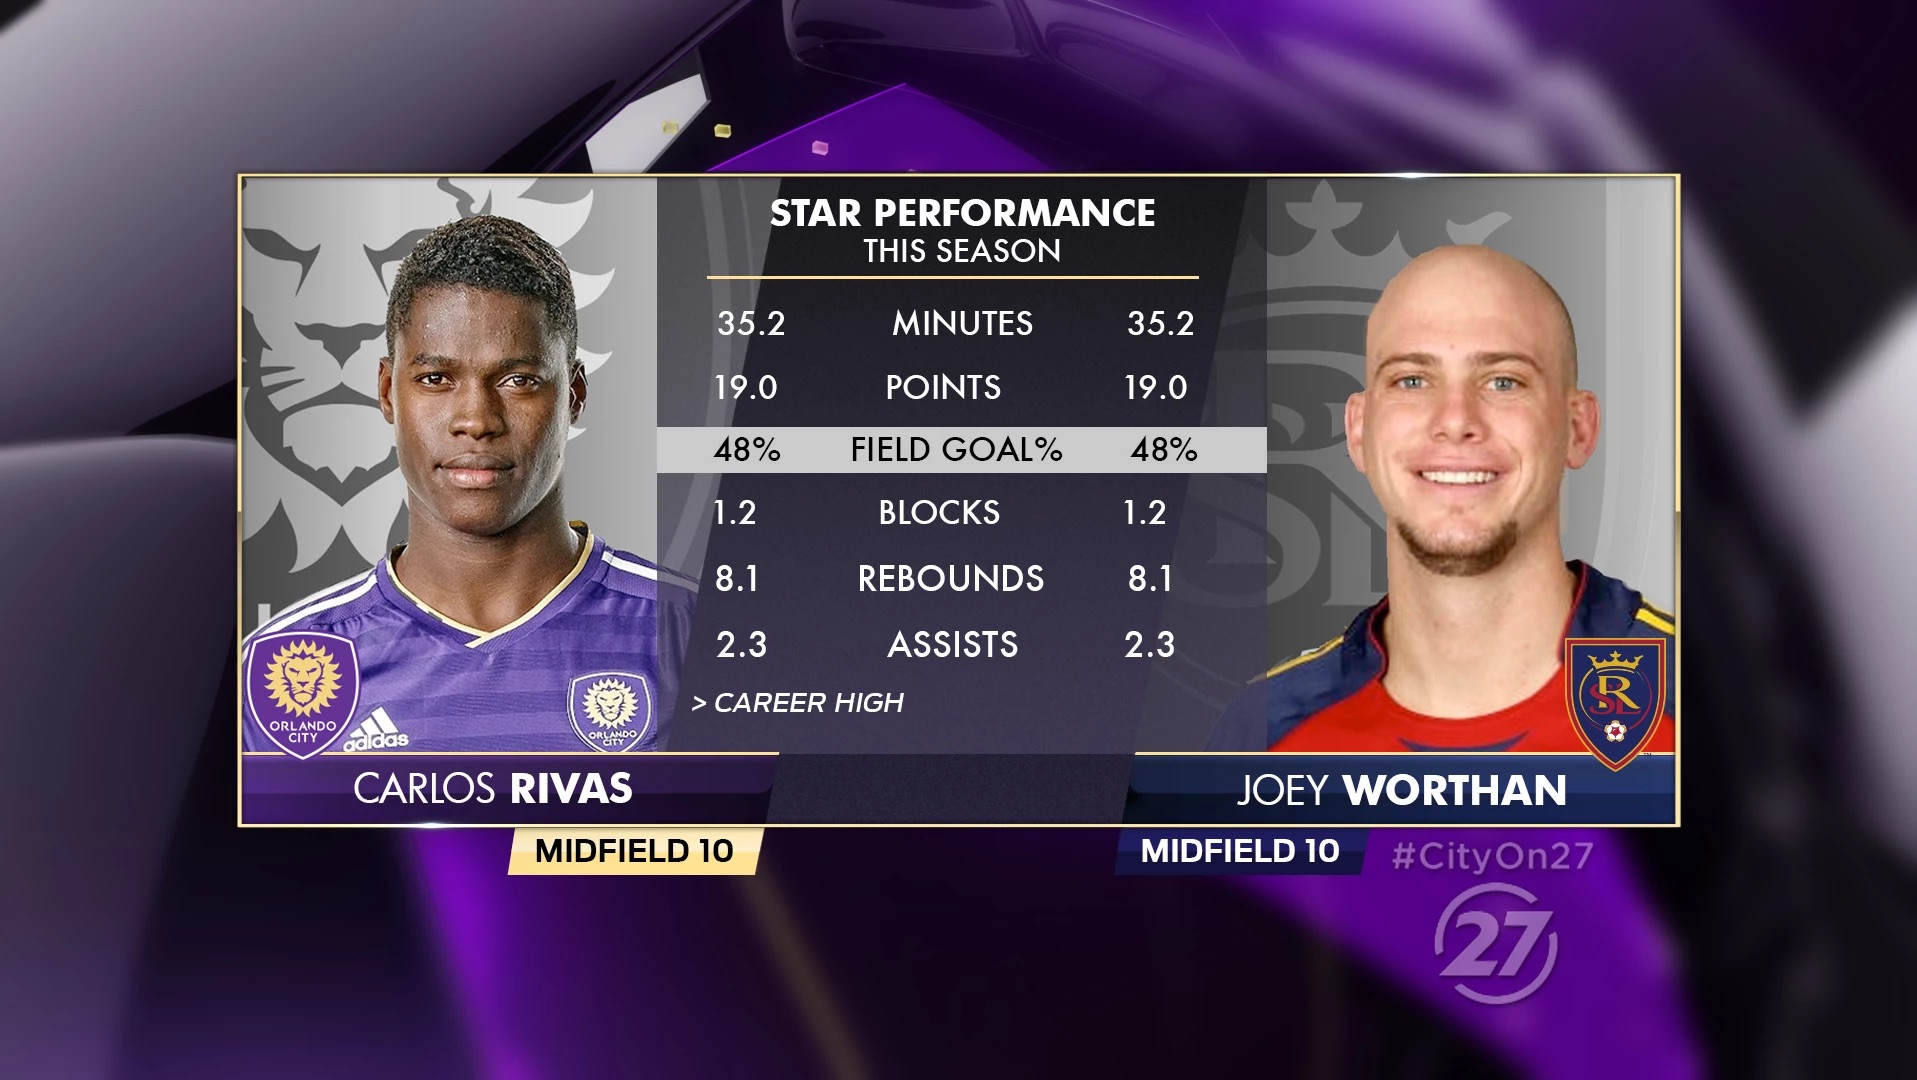 STAR PERFORMANCE
THIS SEASON
35.2 MINUTES 35.2
19.0 POINTS 19.0
48% FIELD GOAL% 48%
1.2 BLOCKS 1.2
8.1 REBOUNDS 8.1
2.3 ASSISTS 2.3
> CAREER HIGH
ORLANDO
CITY
adidas
ORLANDO
CITY
RSL
CARLOS RIVAS
JOEY WORTHAN
MIDFIELD 10
MIDFIELD 10
#CityOn27
27